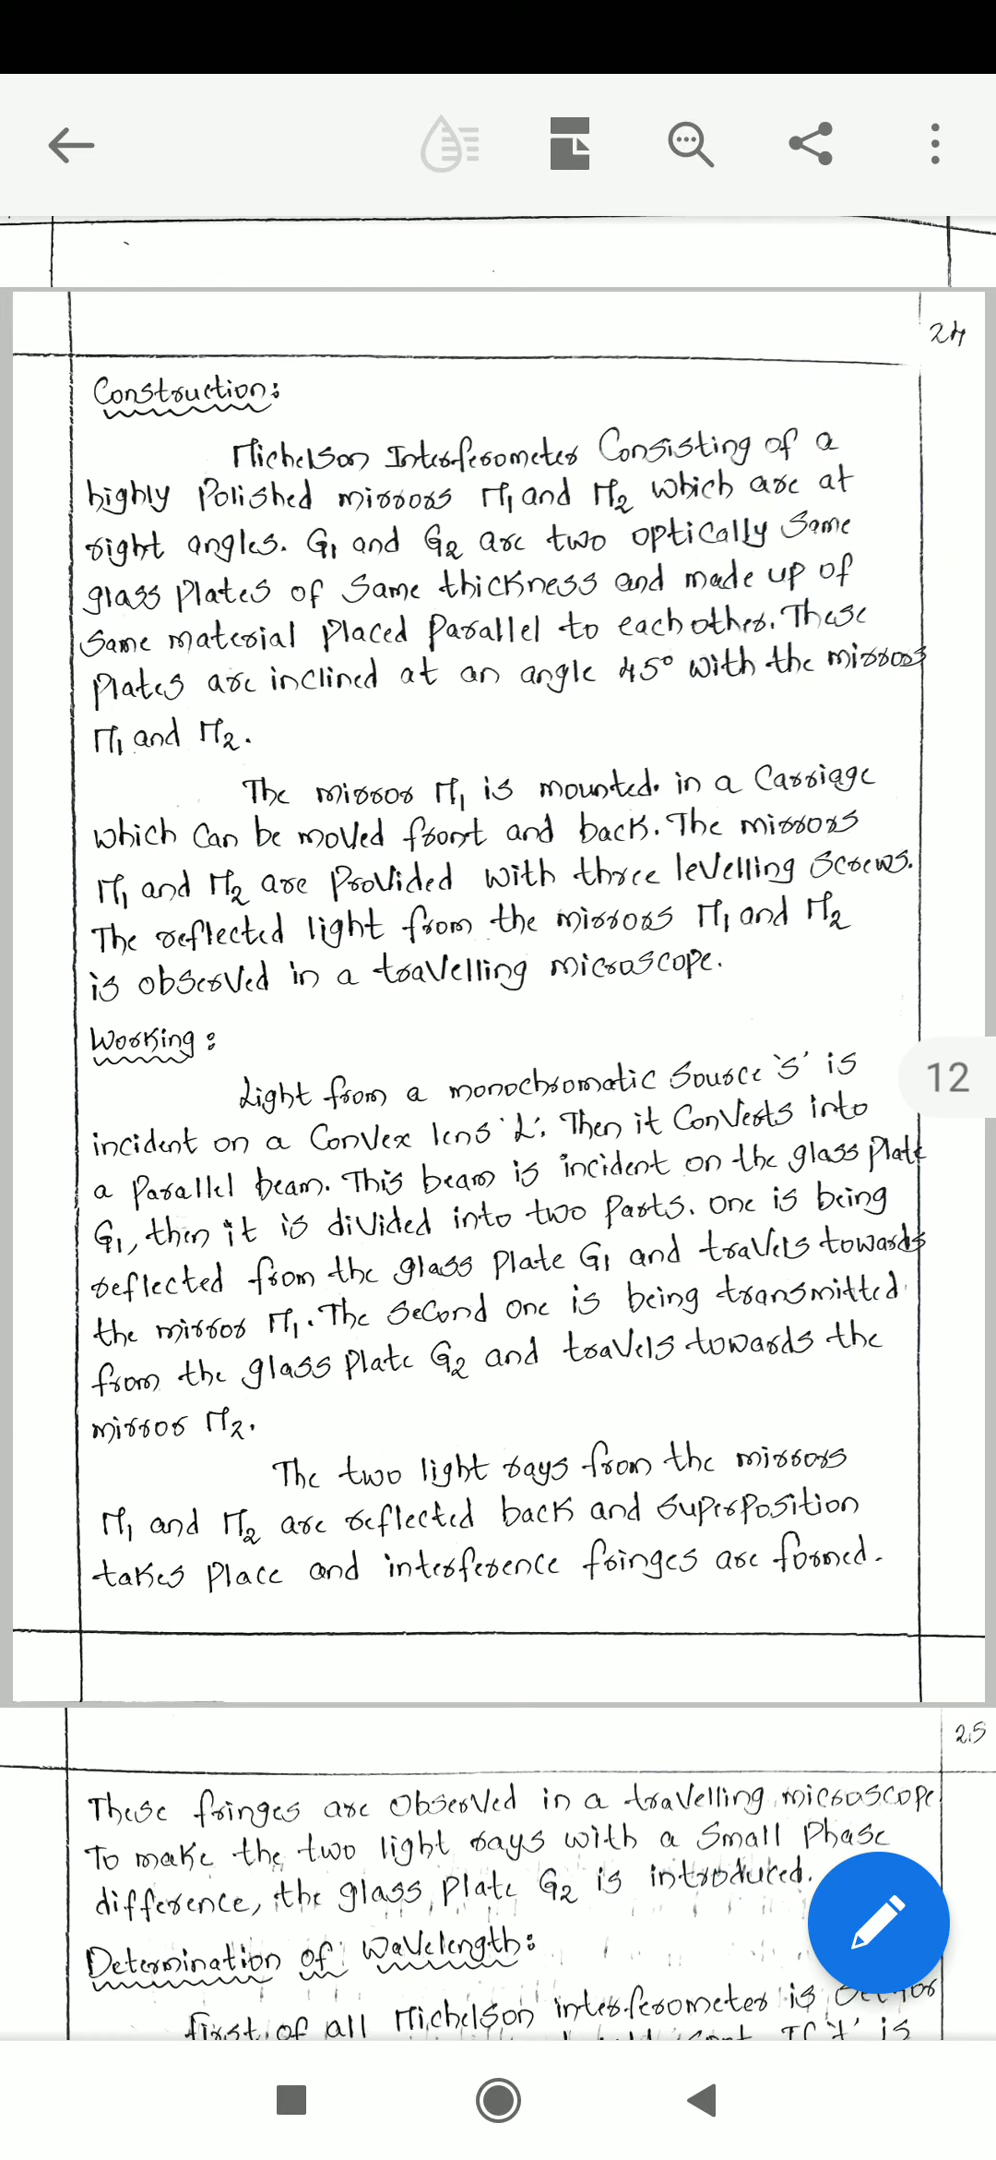 24
Construction:
Michelson Interferometer Consisting of a
highly Polished mirrors M1 and M2 which are at
right angles. G1 and G2 are two optically Same
glass Plates of Same thickness and made up of
Same material Placed Parallel to each other. These
Plates are inclined at an angle 45° with the mirrors
M1 and M2.
The mirror M1 is mounted. in a Carriage
which Can be moved front and back. The mirrors
M1 and M2 are Provided with three levelling Screws.
The reflected light from the mirrors M1 and M2
is observed in a travelling microscope.
Working:
Light from a monochromatic Source 'S' is
incident on a Convex lens 'L'. Then it Converts into
a Parallel beam. This beam is incident on the glass Plate
G1, then it is divided into two Parts. One is being
reflected from the glass Plate G1 and travels towards
the mirror M1. The Second one is being transmitted
from the glass Plate G2 and travels towards the
mirror M2.
The two light rays from the mirrors
M1 and M2 are reflected back and Superposition
takes Place and interference fringes are formed.
12
25
These fringes are Observed in a travelling microscope
To make the two light rays with a Small Phase
difference, the glass Plate G2 is introduced.
Determination of Wavelength:
first of all Michelson interferometer is
is